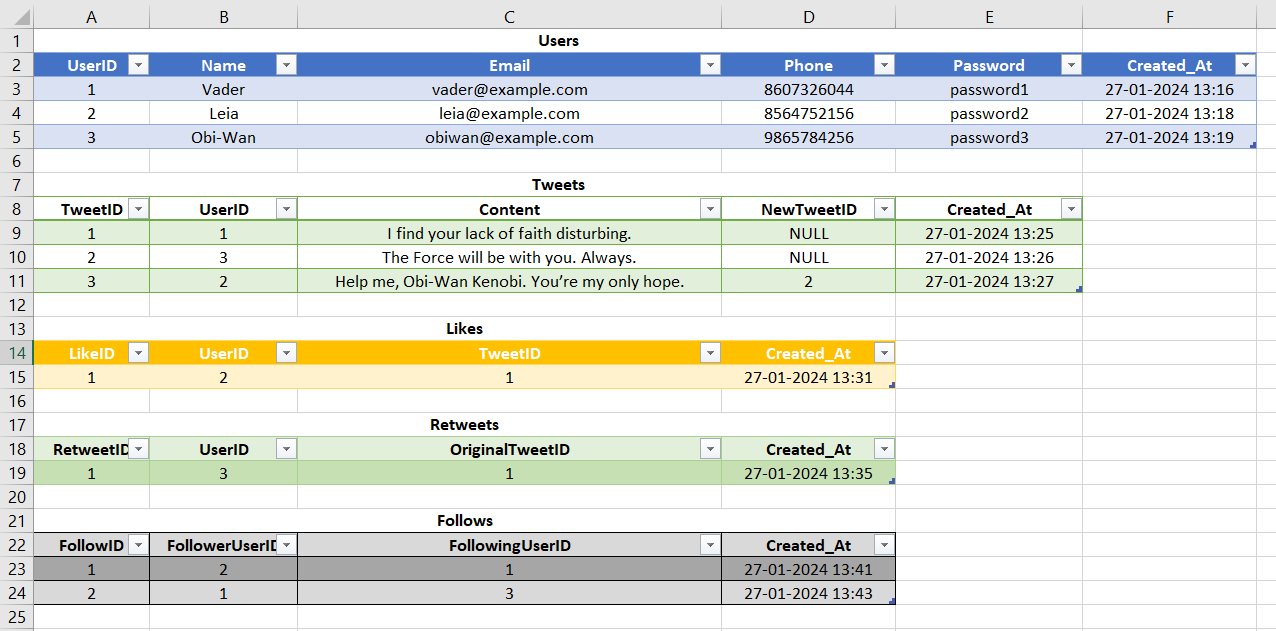 A B C D E F
1 Users
2 UserID Name Email Phone Password Created_At
3 1 Vader vader@example.com 8607326044 password1 27-01-2024 13:16
4 2 Leia leia@example.com 8564752156 password2 27-01-2024 13:18
5 3 Obi-Wan obiwan@example.com 9865784256 password3 27-01-2024 13:19
6
7 Tweets
8 TweetID UserID Content NewTweetID Created_At
9 1 1 I find your lack of faith disturbing. NULL 27-01-2024 13:25
10 2 3 The Force will be with you. Always. NULL 27-01-2024 13:26
11 3 2 Help me, Obi-Wan Kenobi. You’re my only hope. 2 27-01-2024 13:27
12
13 Likes
14 LikeID UserID TweetID Created_At
15 1 2 1 27-01-2024 13:31
16
17 Retweets
18 RetweetID UserID OriginalTweetID Created_At
19 1 3 1 27-01-2024 13:35
20
21 Follows
22 FollowID FollowerUserID FollowingUserID Created_At
23 1 2 1 27-01-2024 13:41
24 2 1 3 27-01-2024 13:43
25